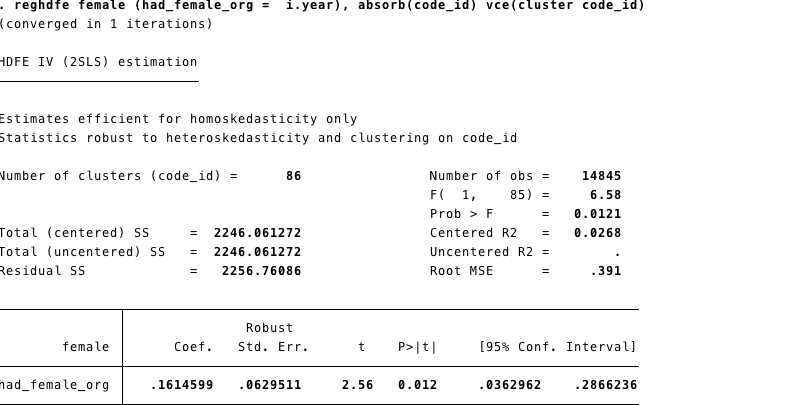 . reghdfe female (had_female_org = i.year), absorb(code_id) vce(cluster code_id)
(converged in 1 iterations)
HDFE IV (2SLS) estimation
Estimates efficient for homoskedasticity only
Statistics robust to heteroskedasticity and clustering on code_id
Number of clusters (code_id) = 86 Number of obs = 14845
F( 1, 85) = 6.58
Prob > F = 0.0121
Total (centered) SS = 2246.061272 Centered R2 = 0.0268
Total (uncentered) SS = 2246.061272 Uncentered R2 = .
Residual SS = 2256.76086 Root MSE = .391
Robust
female Coef. Std. Err. t P>|t| [95% Conf. Interval]
had_female_org .1614599 .0629511 2.56 0.012 .0362962 .2866236